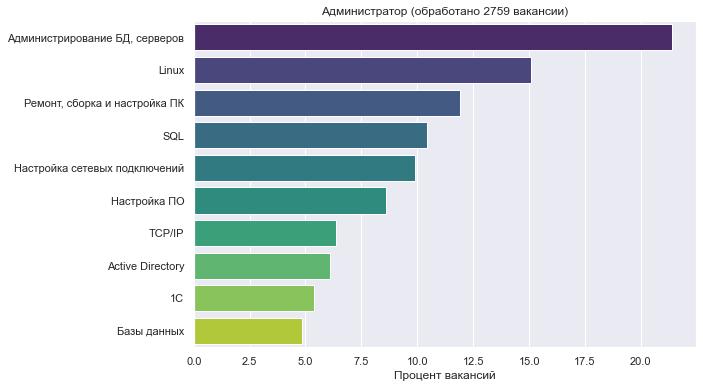 Администратор (обработано 2759 вакансии)
Администрирование БД, серверов
Linux
Ремонт, сборка и настройка ПК
SQL
Настройка сетевых подключений
Настройка ПО
TCP/IP
Active Directory
1С
Базы данных
0.0 2.5 5.0 7.5 10.0 12.5 15.0 17.5 20.0
Процент вакансий